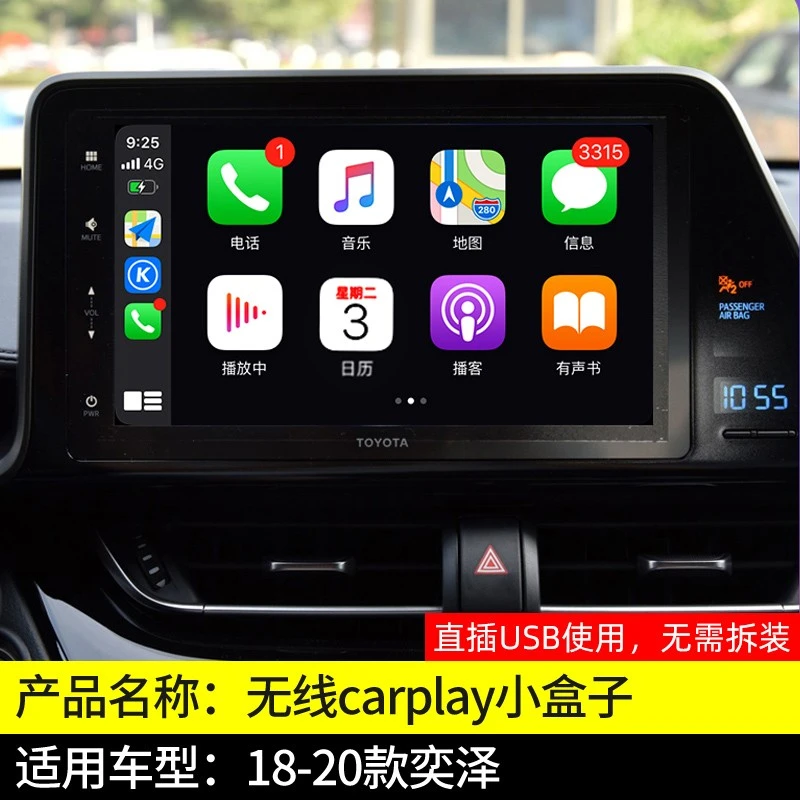 9:25
4G
HOME
MUTE
VOL
PWR
K
1
电话
音乐
280
地图
3315
信息
播放中
星期二
3
日历
播客
有声书
TOYOTA
2 OFF
PASSENGER
AIR BAG
10:55
直插USB使用，无需拆装
产品名称：无线carplay小盒子
适用车型：18-20款奕泽